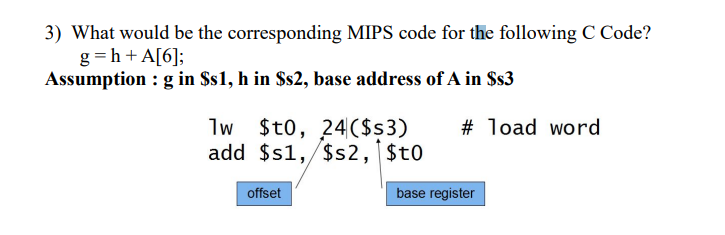 3) What would be the corresponding MIPS code for the following C Code?
g = h + A[6];
Assumption : g in $s1, h in $s2, base address of A in $s3
lw $t0, 24($s3) # load word
add $s1, $s2, $t0
offset base register